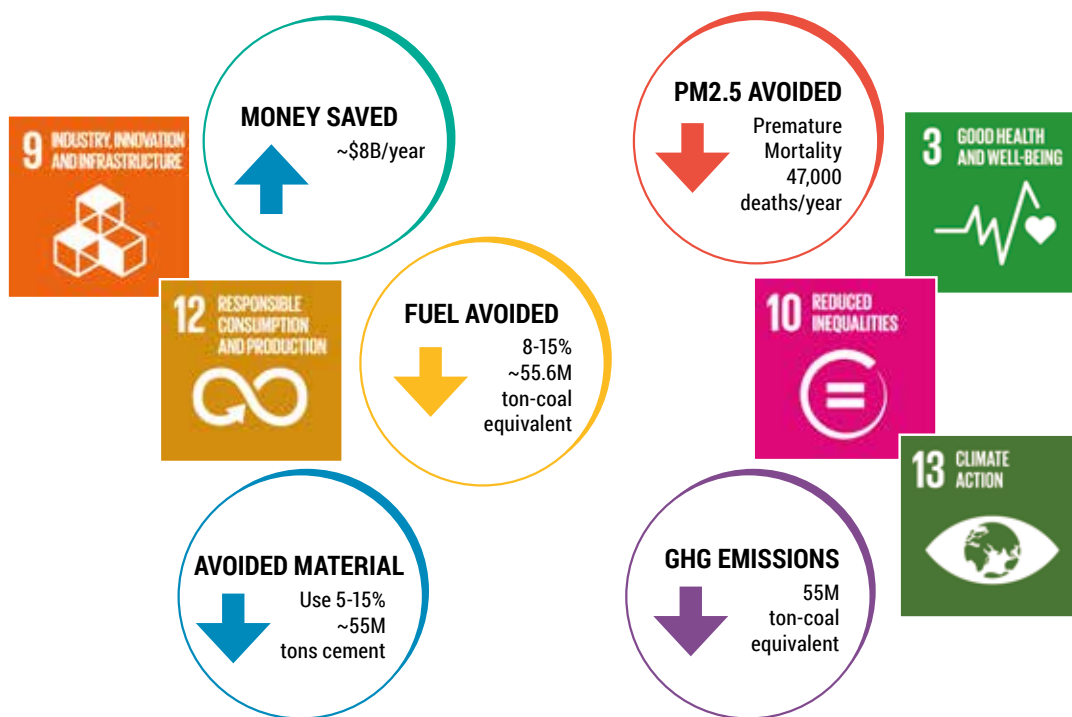 MONEY SAVED
~$8B/year
PM2.5 AVOIDED
Premature
Mortality
47,000
deaths/year
9 INDUSTRY, INNOVATION
AND INFRASTRUCTURE
3 GOOD HEALTH
AND WELL-BEING
12 RESPONSIBLE
CONSUMPTION
AND PRODUCTION
FUEL AVOIDED
8-15%
~55.6M
ton-coal
equivalent
10 REDUCED
INEQUALITIES
13 CLIMATE
ACTION
AVOIDED MATERIAL
Use 5-15%
~55M
tons cement
GHG EMISSIONS
55M
ton-coal
equivalent